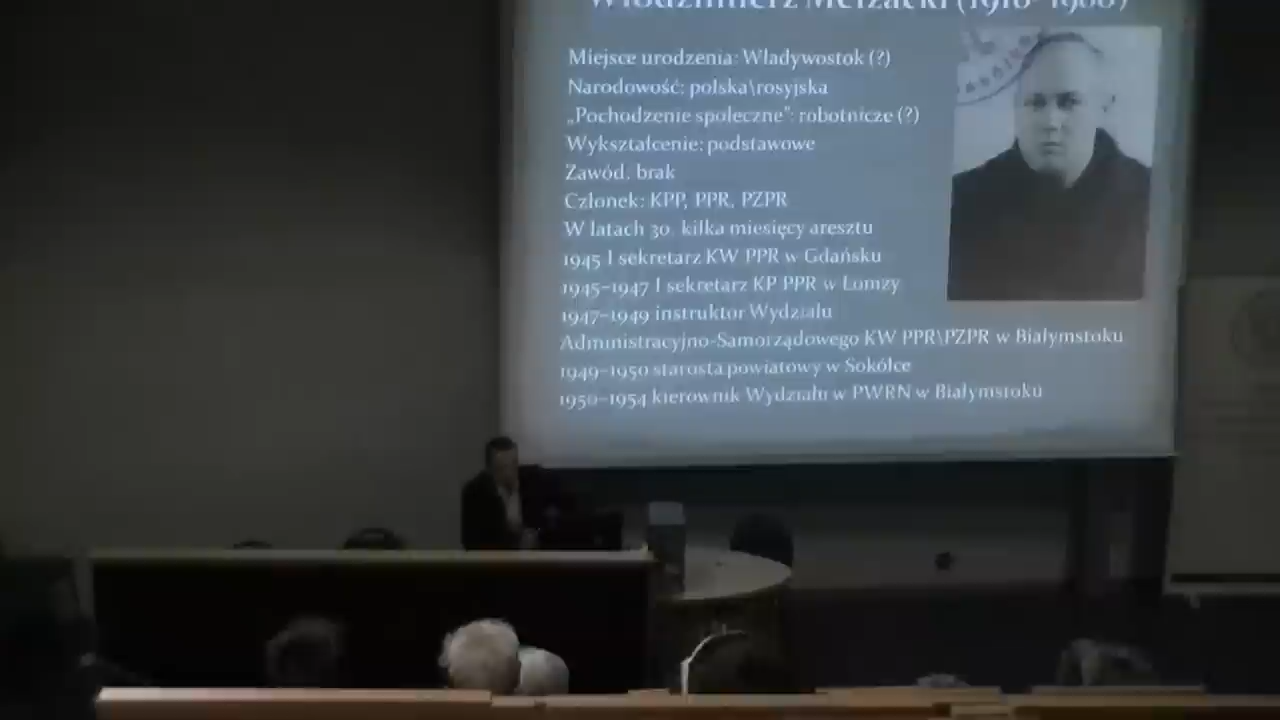 Włodzimierz
Miejsce urodzenia: Władywostok (?)
Narodowość: polska\rosyjska
„Pochodzenie społeczne”: robotnicze (?)
Wykształcenie: podstawowe
Zawód: brak
Członek: KPP, PPR, PZPR
W latach 30. kilka miesięcy aresztu
1945 I sekretarz KW PPR w Gdańsku
1945–1947 I sekretarz KP PPR w Łomży
1947–1949 instruktor Wydziału
Administracyjno-Samorządowego KW PPR\PZPR w Białymstoku
1949–1950 starosta powiatowy w Sokółce
1950–1954 kierownik Wydziału w PWRN w Białymstoku